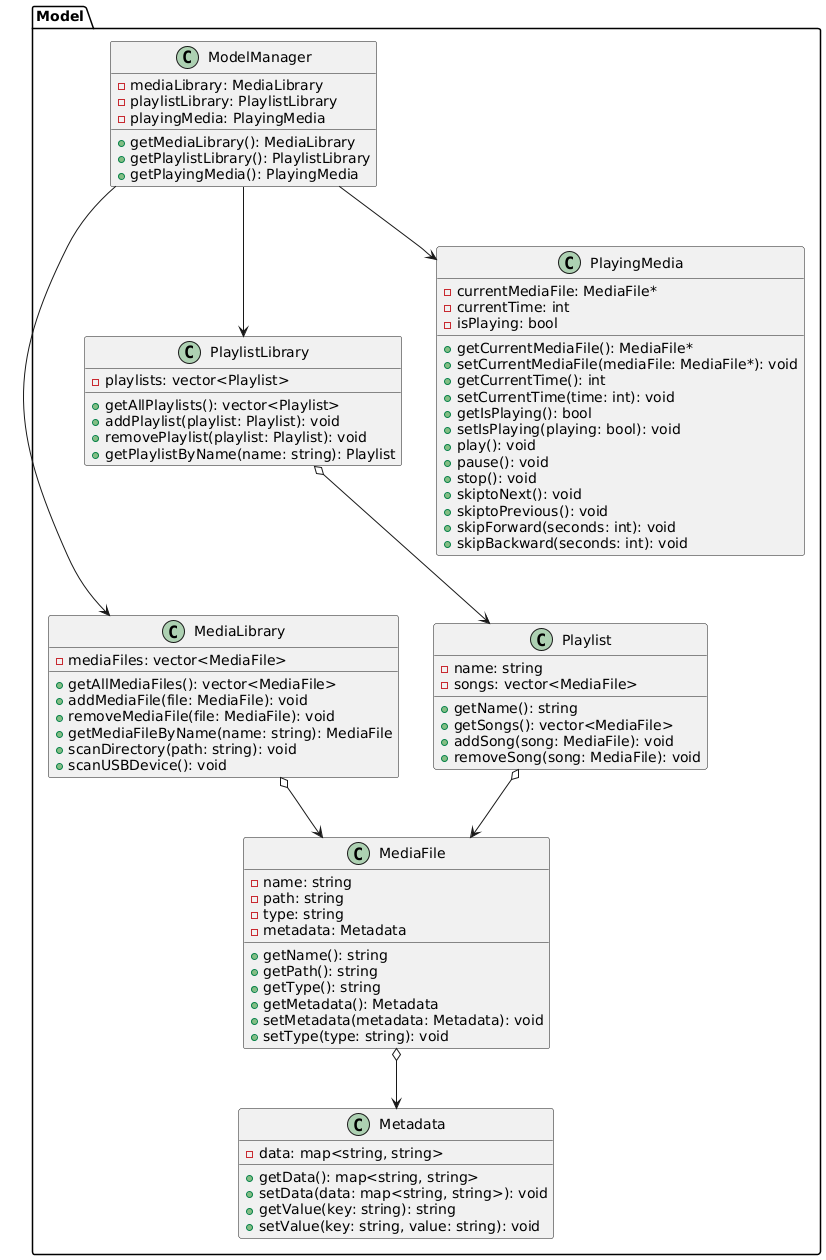 Model
C ModelManager
mediaLibrary: MediaLibrary
playlistLibrary: PlaylistLibrary
playingMedia: PlayingMedia
getMediaLibrary(): MediaLibrary
getPlaylistLibrary(): PlaylistLibrary
getPlayingMedia(): PlayingMedia
C PlayingMedia
currentMediaFile: MediaFile*
currentTime: int
isPlaying: bool
getCurrentMediaFile(): MediaFile*
setCurrentMediaFile(mediaFile: MediaFile*): void
getCurrentTime(): int
setCurrentTime(time: int): void
getIsPlaying(): bool
setIsPlaying(playing: bool): void
play(): void
pause(): void
stop(): void
skiptoNext(): void
skiptoPrevious(): void
skipForward(seconds: int): void
skipBackward(seconds: int): void
C PlaylistLibrary
playlists: vector<Playlist>
getAllPlaylists(): vector<Playlist>
addPlaylist(playlist: Playlist): void
removePlaylist(playlist: Playlist): void
getPlaylistByName(name: string): Playlist
C MediaLibrary
mediaFiles: vector<MediaFile>
getAllMediaFiles(): vector<MediaFile>
addMediaFile(file: MediaFile): void
removeMediaFile(file: MediaFile): void
getMediaFileByName(name: string): MediaFile
scanDirectory(path: string): void
scanUSBDevice(): void
C Playlist
name: string
songs: vector<MediaFile>
getName(): string
getSongs(): vector<MediaFile>
addSong(song: MediaFile): void
removeSong(song: MediaFile): void
C MediaFile
name: string
path: string
type: string
metadata: Metadata
getName(): string
getPath(): string
getType(): string
getMetadata(): Metadata
setMetadata(metadata: Metadata): void
setType(type: string): void
C Metadata
data: map<string, string>
getData(): map<string, string>
setData(data: map<string, string>): void
getValue(key: string): string
setValue(key: string, value: string): void